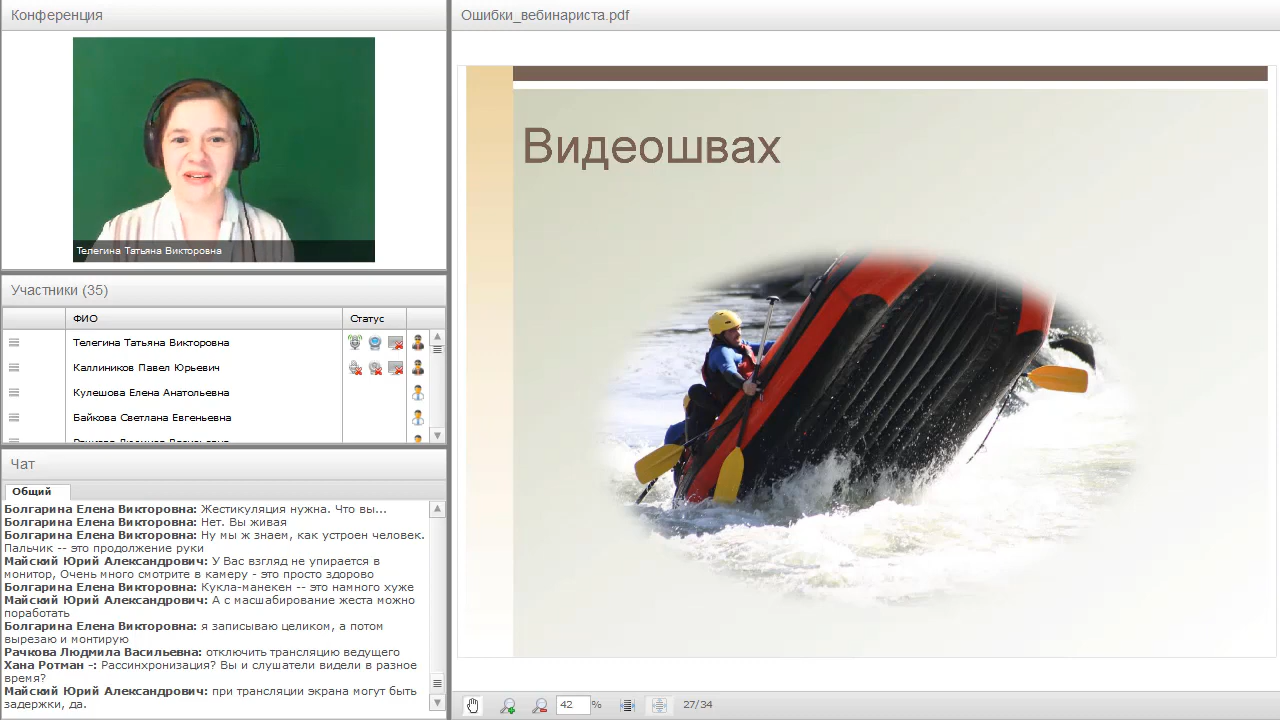 Конференция
Телегина Татьяна Викторовна
Участники (35)
ФИО
Статус
Телегина Татьяна Викторовна
Каллиников Павел Юрьевич
Кулешова Елена Анатольевна
Байкова Светлана Евгеньевна
Чат
Общий
Болгарина Елена Викторовна: Жестикуляция нужна. Что вы...
Болгарина Елена Викторовна: Нет. Вы живая
Болгарина Елена Викторовна: Ну мы ж знаем, как устроен человек.
Пальчик -- это продолжение руки
Майский Юрий Александрович: У Вас взгляд не упирается в
монитор, Очень много смотрите в камеру - это просто здорово
Болгарина Елена Викторовна: Кукла-манекен -- это намного хуже
Майский Юрий Александрович: А с масшабирование жеста можно
поработать
Болгарина Елена Викторовна: я записываю целиком, а потом
вырезаю и монтирую
Рачкова Людмила Васильевна: отключить трансляцию ведущего
Хана Ротман -: Рассинхронизация? Вы и слушатели видели в разное
время?
Майский Юрий Александрович: при трансляции экрана могут быть
задержки, да.
Ошибки_вебинариста.pdf
Видеошвах
42 %
27/34